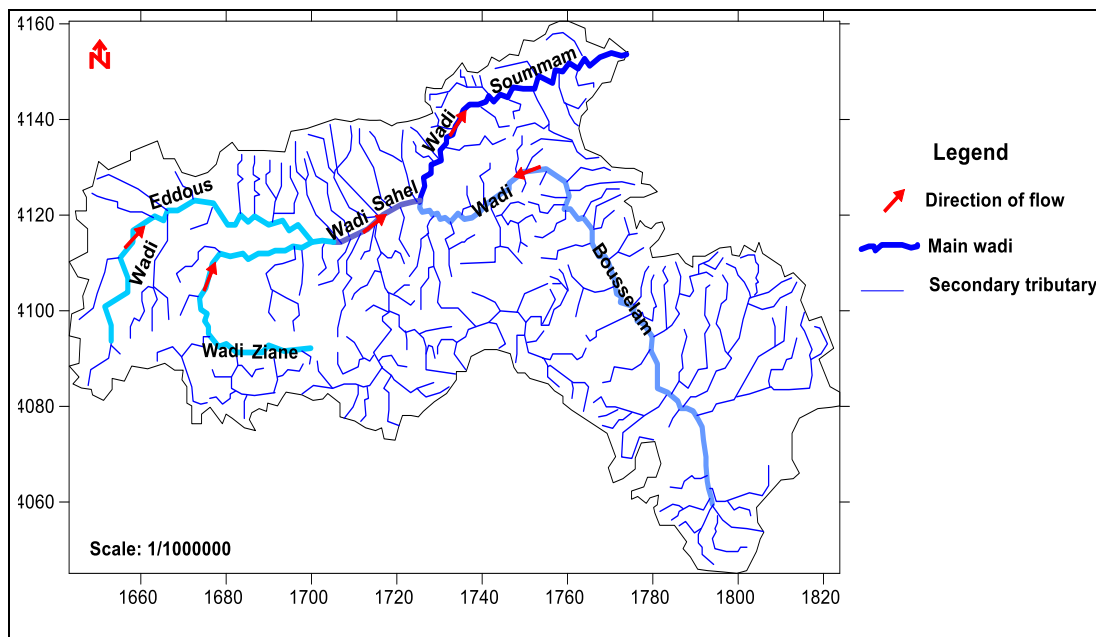 4160
4140
4120
4100
4080
4060
1660
1680
1700
1720
1740
1760
1780
1800
1820
N
Wadi Soummam
Wadi Eddous
Wadi Sahel
Wadi Bousselam
Wadi Ziane
Scale: 1/1000000
Legend
Direction of flow
Main wadi
Secondary tributary